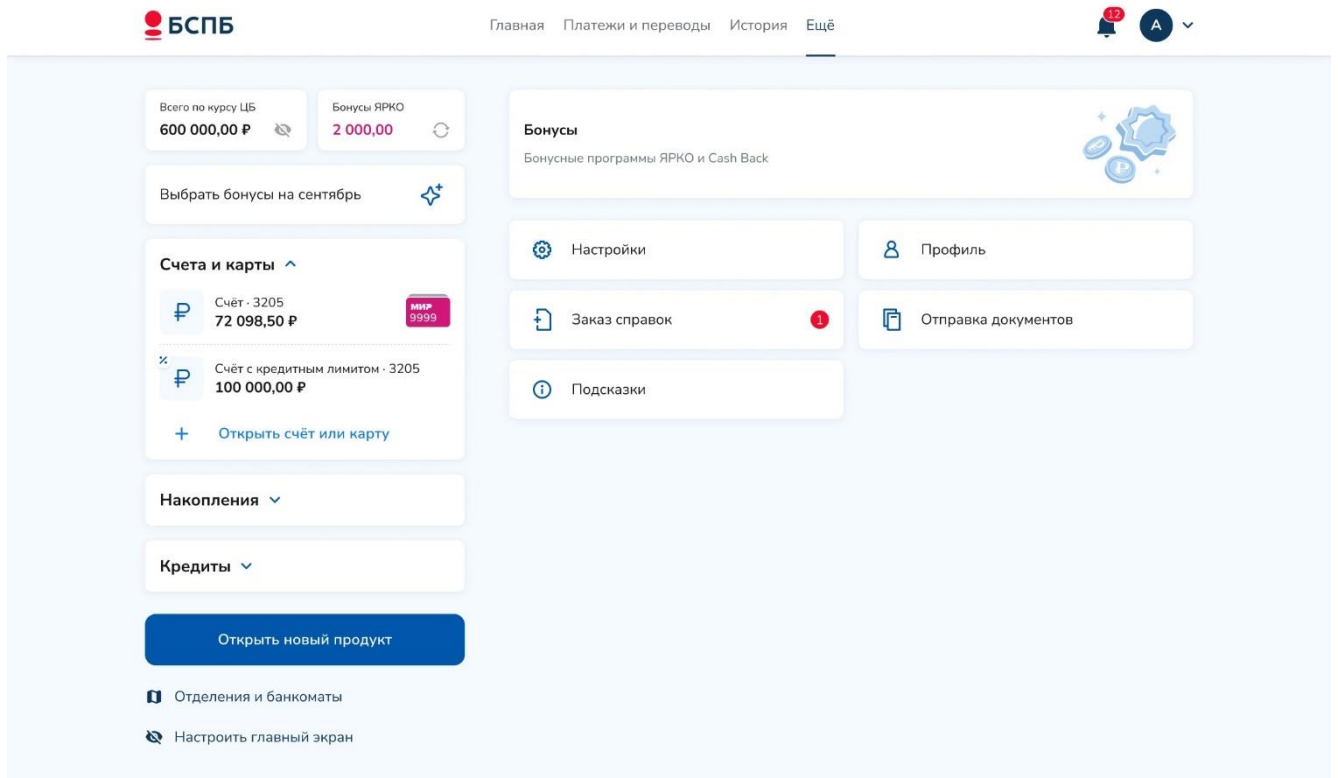 БСПБ
Главная Платежи и переводы История Ещё
12
А
Всего по курсу ЦБ
600 000,00 ₽
Бонусы ЯРКО
2 000,00
Выбрать бонусы на сентябрь
Счета и карты
Счёт · 3205
72 098,50 ₽
МИР
9999
Счёт с кредитным лимитом · 3205
100 000,00 ₽
+ Открыть счёт или карту
Накопления
Кредиты
Открыть новый продукт
Отделения и банкоматы
Настроить главный экран
Бонусы
Бонусные программы ЯРКО и Cash Back
Настройки
Профиль
Заказ справок
1
Отправка документов
Подсказки